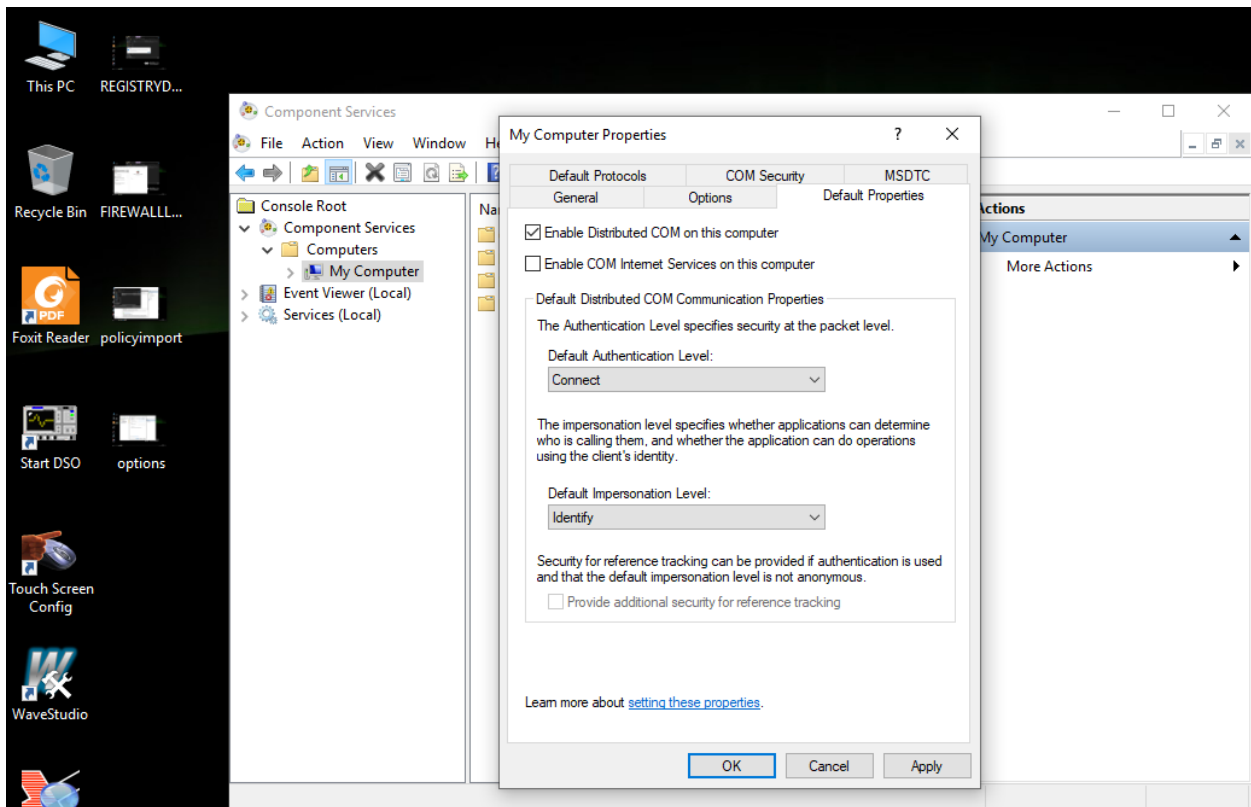 This PC
REGISTRYD...
Recycle Bin
FIREWALLL...
PDF
Foxit Reader
policyimport
Start DSO
options
Touch Screen
Config
WaveStudio
Component Services
File Action View Window He
Console Root
Component Services
Computers
My Computer
Event Viewer (Local)
Services (Local)
Na
My Computer Properties
Default Protocols COM Security MSDTC
General Options Default Properties
Enable Distributed COM on this computer
Enable COM Internet Services on this computer
Default Distributed COM Communication Properties
The Authentication Level specifies security at the packet level.
Default Authentication Level:
Connect
The impersonation level specifies whether applications can determine
who is calling them, and whether the application can do operations
using the client's identity.
Default Impersonation Level:
Identify
Security for reference tracking can be provided if authentication is used
and that the default impersonation level is not anonymous.
Provide additional security for reference tracking
Learn more about setting these properties.
OK Cancel Apply
Actions
My Computer
More Actions